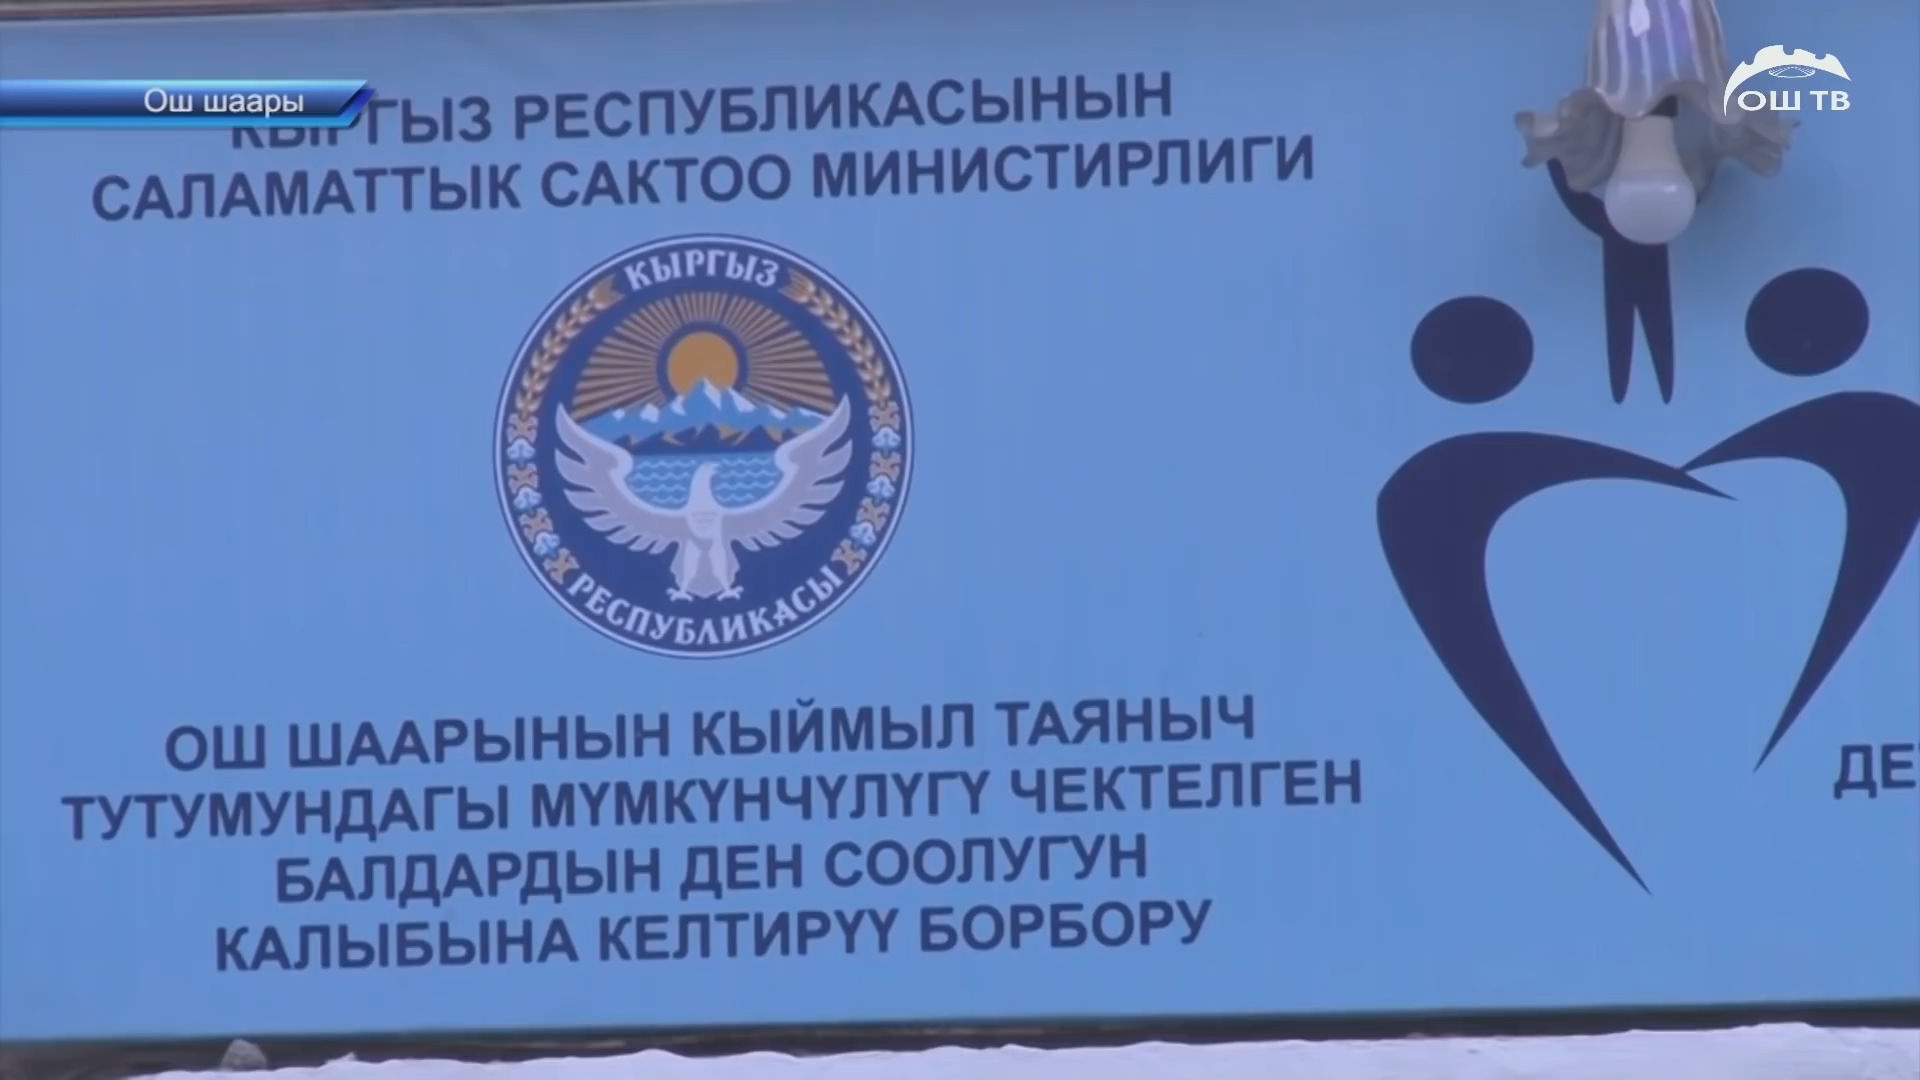 Ош шаары
ОШ ТВ
КЫРГЫЗ РЕСПУБЛИКАСЫНЫН
САЛАМАТТЫК САКТОО МИНИСТИРЛИГИ
КЫРГЫЗ
РЕСПУБЛИКАСЫ
ОШ ШААРЫНЫН КЫЙМЫЛ ТАЯНЫЧ
ТУТУМУНДАГЫ МҮМКҮНЧҮЛҮГҮ ЧЕКТЕЛГЕН
БАЛДАРДЫН ДЕН СООЛУГУН
КАЛЫБЫНА КЕЛТИРҮҮ БОРБОРУ